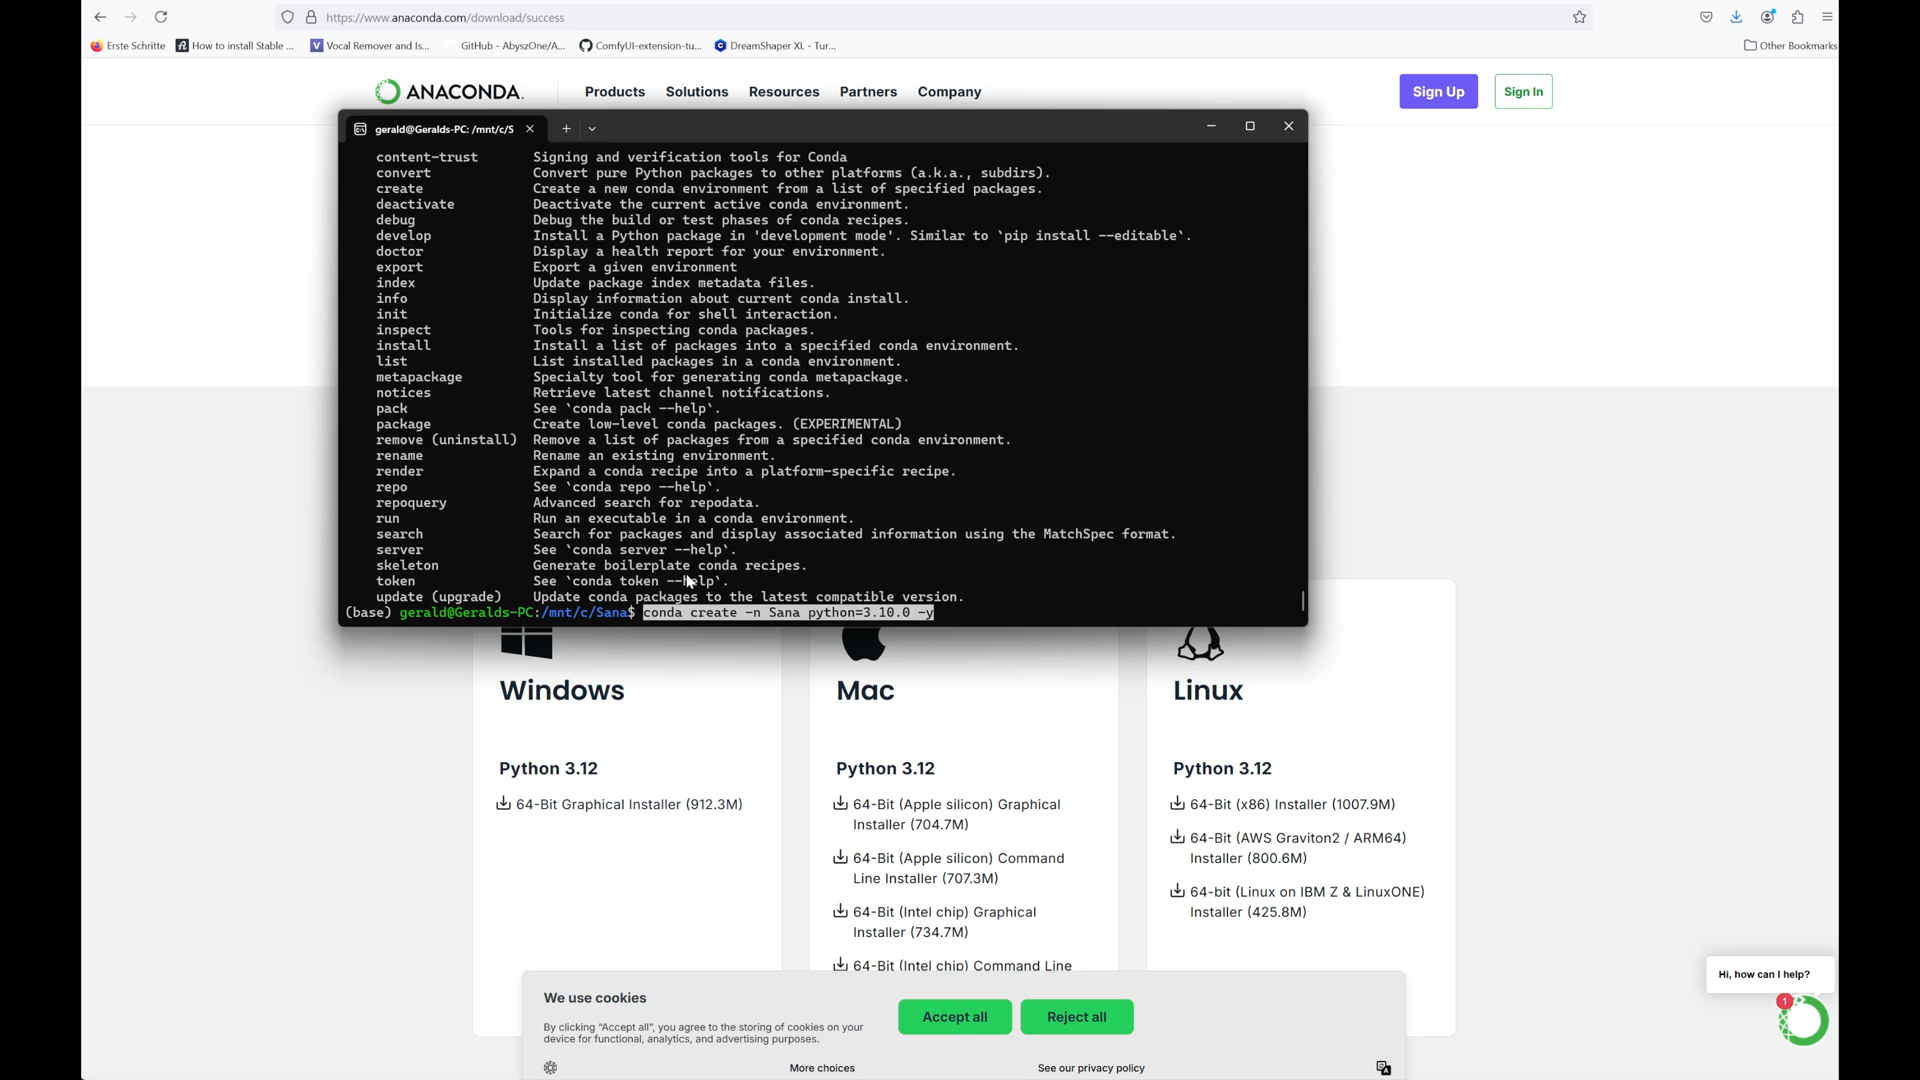 https://www.anaconda.com/download/success
Erste Schritte
How to install Stable ...
Vocal Remover and Is...
GitHub - AbyszOne/A...
ComfyUI-extension-tu...
DreamShaper XL - Tur...
Other Bookmarks
ANACONDA.
Products
Solutions
Resources
Partners
Company
Sign Up
Sign In
gerald@Geralds-PC: /mnt/c/S
content-trust Signing and verification tools for Conda
convert Convert pure Python packages to other platforms (a.k.a., subdirs).
create Create a new conda environment from a list of specified packages.
deactivate Deactivate the current active conda environment.
debug Debug the build or test phases of conda recipes.
develop Install a Python package in 'development mode'. Similar to `pip install --editable`.
doctor Display a health report for your environment.
export Export a given environment
index Update package index metadata files.
info Display information about current conda install.
init Initialize conda for shell interaction.
inspect Tools for inspecting conda packages.
install Install a list of packages into a specified conda environment.
list List installed packages in a conda environment.
metapackage Specialty tool for generating conda metapackage.
notices Retrieve latest channel notifications.
pack See `conda pack --help`.
package Create low-level conda packages. (EXPERIMENTAL)
remove (uninstall) Remove a list of packages from a specified conda environment.
rename Rename an existing environment.
render Expand a conda recipe into a platform-specific recipe.
repo See `conda repo --help`.
repoquery Advanced search for repodata.
run Run an executable in a conda environment.
search Search for packages and display associated information using the MatchSpec format.
server See `conda server --help`.
skeleton Generate boilerplate conda recipes.
token See `conda token --help`.
update (upgrade) Update conda packages to the latest compatible version.
(base) gerald@Geralds-PC:/mnt/c/Sana$ conda create -n Sana python=3.10.0 -y
Windows
Python 3.12
64-Bit Graphical Installer (912.3M)
Mac
Python 3.12
64-Bit (Apple silicon) Graphical
Installer (704.7M)
64-Bit (Apple silicon) Command
Line Installer (707.3M)
64-Bit (Intel chip) Graphical
Installer (734.7M)
64-Bit (Intel chip) Command Line
Linux
Python 3.12
64-Bit (x86) Installer (1007.9M)
64-Bit (AWS Graviton2 / ARM64)
Installer (800.6M)
64-bit (Linux on IBM Z & LinuxONE)
Installer (425.8M)
We use cookies
By clicking “Accept all”, you agree to the storing of cookies on your
device for functional, analytics, and advertising purposes.
Accept all
Reject all
More choices
See our privacy policy
Hi, how can I help?
1